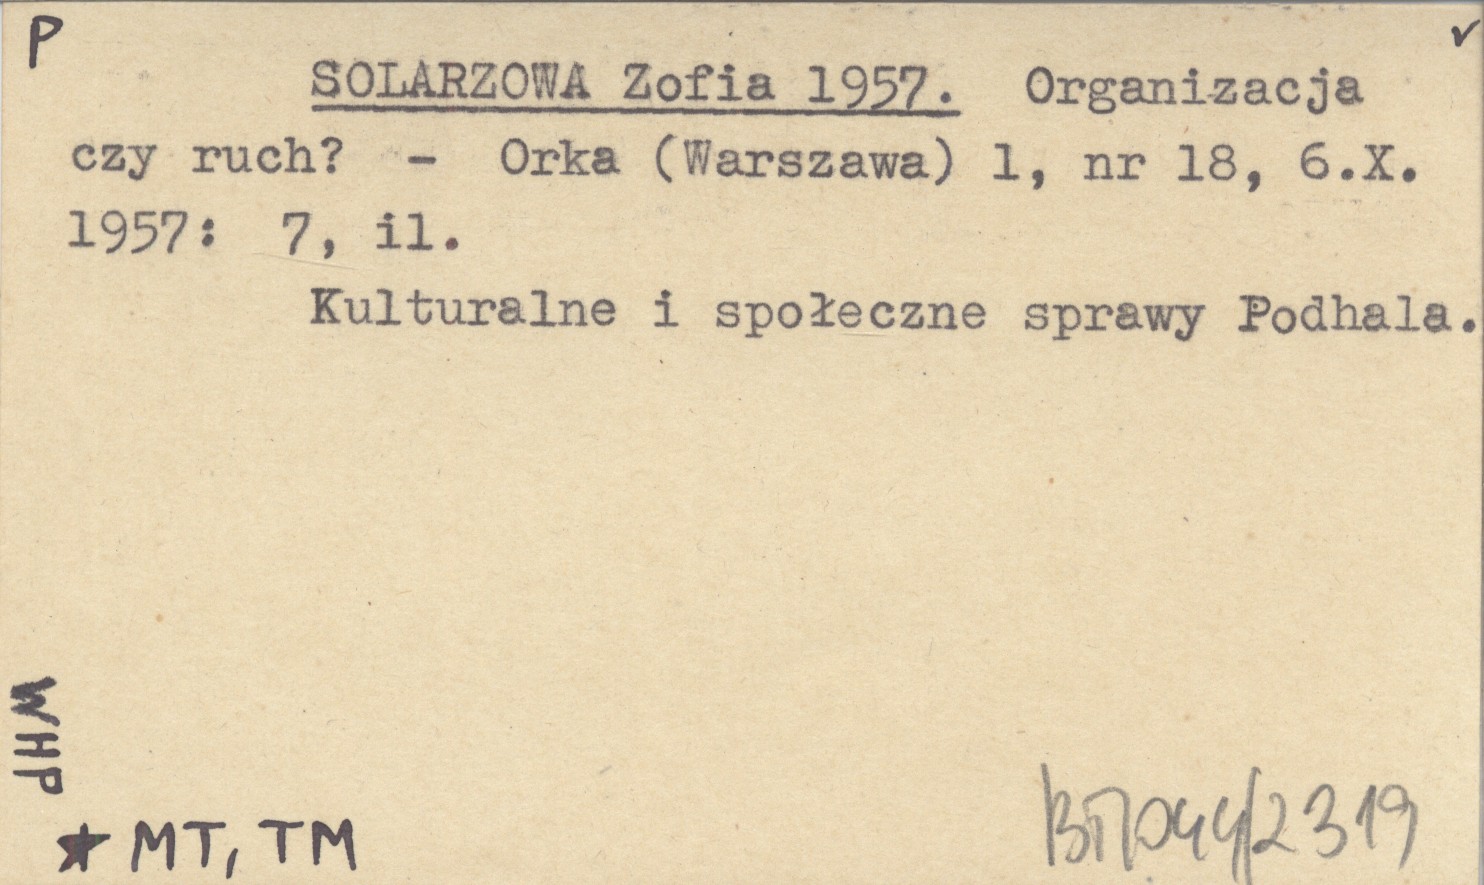 P ✓
SOLARZOWA Zofia 1957. Organizacja
czy ruch? - Orka (Warszawa) 1, nr 18, 6.X.
1957: 7, il.
Kulturalne i społeczne sprawy Podhala.
WHP
★ MT, TM
2319